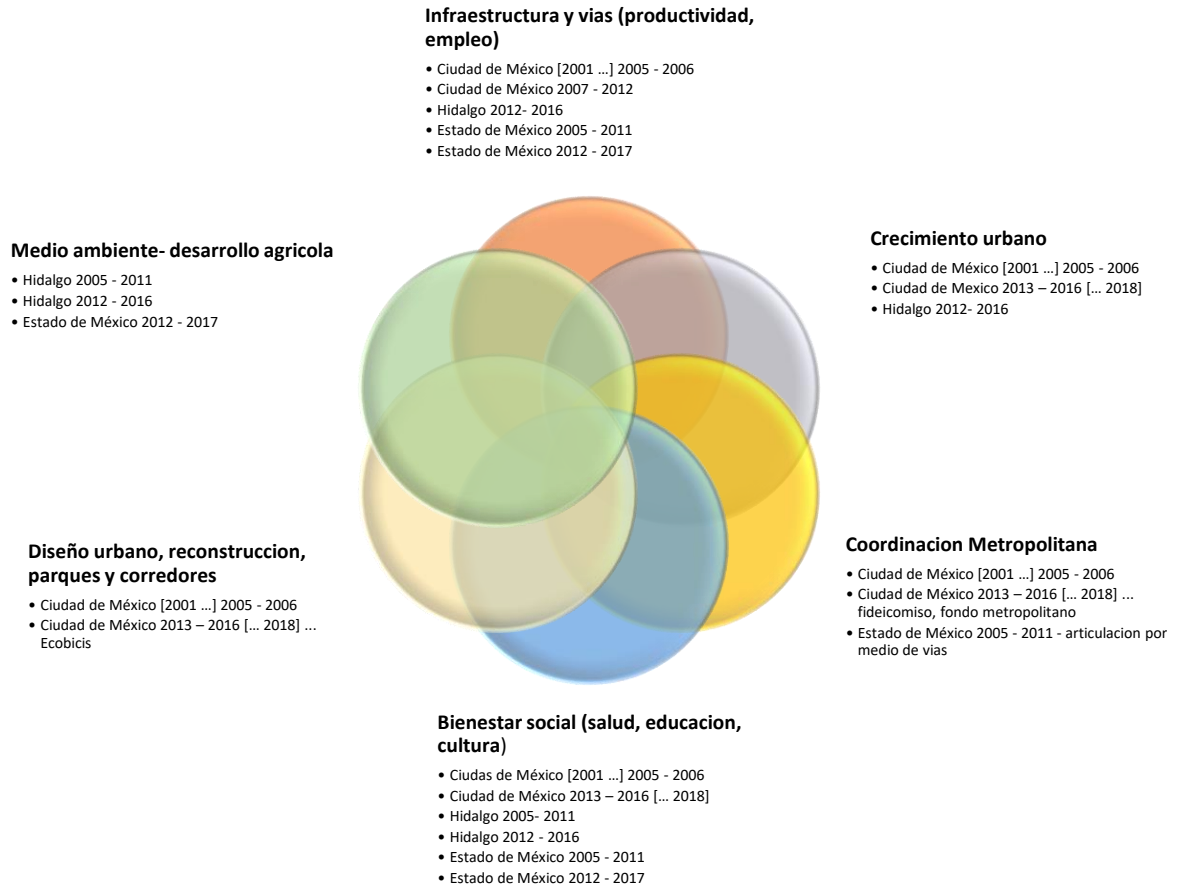 Infraestructura y vias (productividad,
empleo)
• Ciudad de México [2001 ...] 2005 - 2006
• Ciudad de México 2007 - 2012
• Hidalgo 2012- 2016
• Estado de México 2005 - 2011
• Estado de México 2012 - 2017
Crecimiento urbano
• Ciudad de México [2001 ...] 2005 - 2006
• Ciudad de Mexico 2013 – 2016 [... 2018]
• Hidalgo 2012- 2016
Coordinacion Metropolitana
• Ciudad de México [2001 ...] 2005 - 2006
• Ciudad de México 2013 – 2016 [... 2018] ...
fideicomiso, fondo metropolitano
• Estado de México 2005 - 2011 - articulacion por
medio de vias
Bienestar social (salud, educacion,
cultura)
• Ciudas de México [2001 ...] 2005 - 2006
• Ciudad de México 2013 – 2016 [... 2018]
• Hidalgo 2005- 2011
• Hidalgo 2012 - 2016
• Estado de México 2005 - 2011
• Estado de México 2012 - 2017
Diseño urbano, reconstruccion,
parques y corredores
• Ciudad de México [2001 ...] 2005 - 2006
• Ciudad de México 2013 – 2016 [... 2018] ...
Ecobicis
Medio ambiente- desarrollo agricola
• Hidalgo 2005 - 2011
• Hidalgo 2012 - 2016
• Estado de México 2012 - 2017